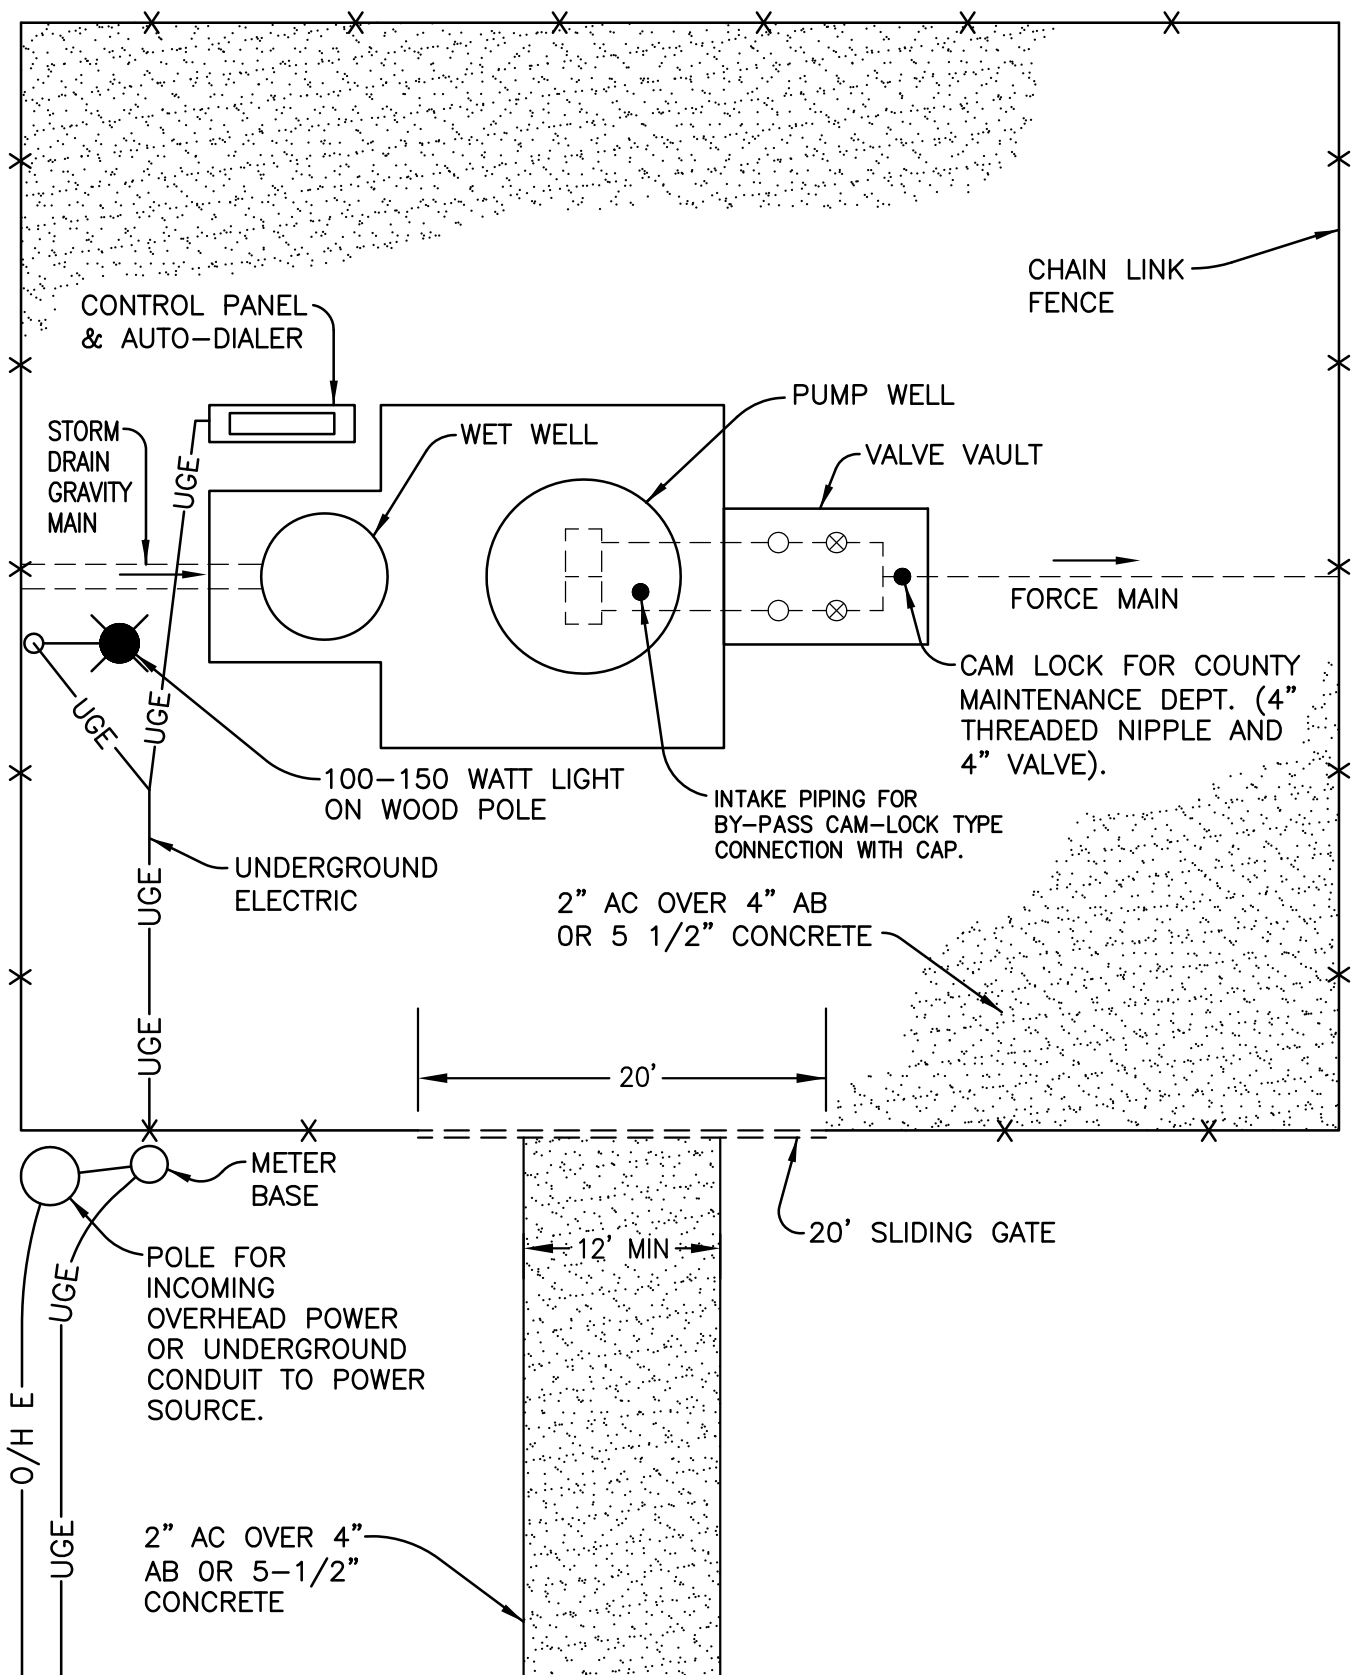 CHAIN LINK
FENCE
CONTROL PANEL
& AUTO-DIALER
PUMP WELL
STORM
DRAIN
GRAVITY
MAIN
WET WELL
VALVE VAULT
UGE
FORCE MAIN
CAM LOCK FOR COUNTY
MAINTENANCE DEPT. (4"
THREADED NIPPLE AND
4" VALVE).
UGE
UGE
100-150 WATT LIGHT
ON WOOD POLE
INTAKE PIPING FOR
BY-PASS CAM-LOCK TYPE
CONNECTION WITH CAP.
UNDERGROUND
ELECTRIC
UGE
2" AC OVER 4" AB
OR 5 1/2" CONCRETE
UGE
20'
METER
BASE
20' SLIDING GATE
12' MIN
POLE FOR
INCOMING
OVERHEAD POWER
OR UNDERGROUND
CONDUIT TO POWER
SOURCE.
UGE
O/H E
UGE
2" AC OVER 4"
AB OR 5-1/2"
CONCRETE